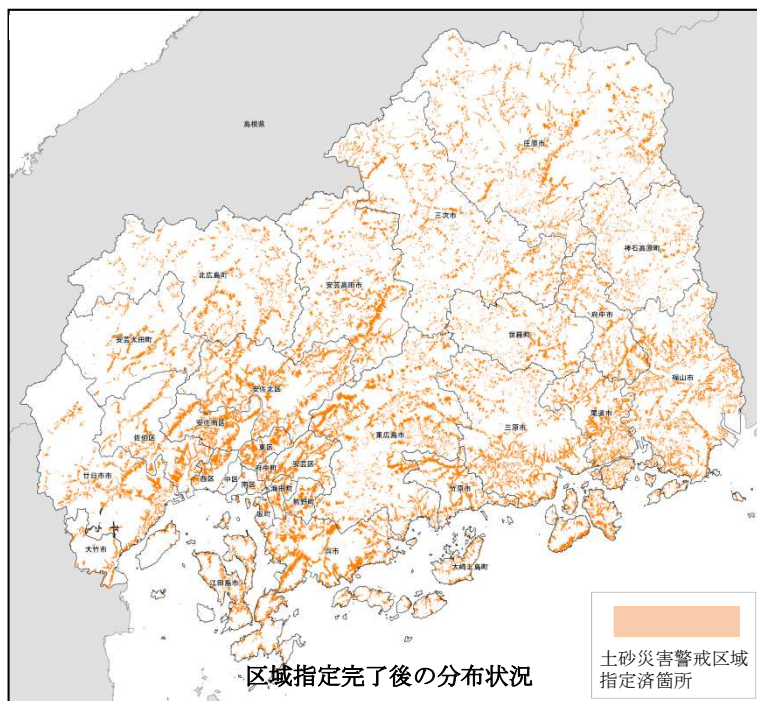 島根県
庄原市
三次市
神石高原町
北広島町
安芸高田市
府中市
世羅町
安芸太田町
福山市
安佐北区
尾道市
安佐南区
三原市
佐伯区
東広島市
東区
安芸区
府中町
廿日市市
西区
中区
南区
海田町
竹原市
熊野町
坂町
大竹市
呉市
大崎上島町
江田島市
区域指定完了後の分布状況
土砂災害警戒区域
指定済箇所